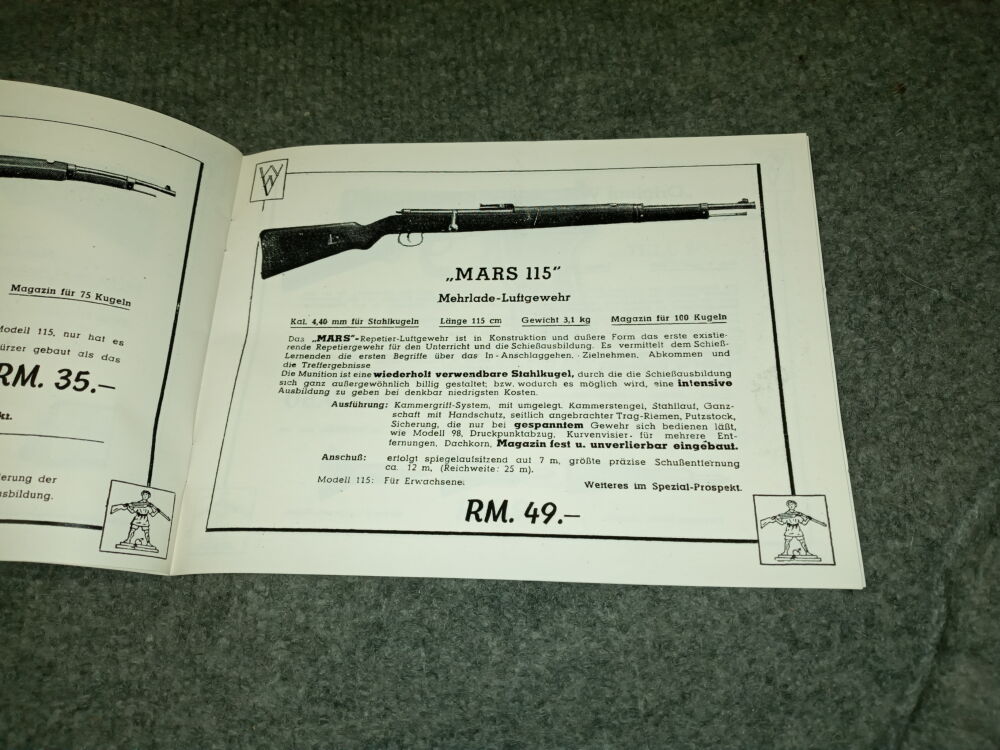 Magazin für 75 Kugeln
Modell 115, nur hat es
kürzer gebaut als das
RM. 35.–
kt.
erung der
sbildung.
W
„MARS 115“
Mehrlade-Luftgewehr
Kal. 4,40 mm für Stahlkugeln Länge 115 cm Gewicht 3,1 kg Magazin für 100 Kugeln
Das „MARS“-Repetier-Luftgewehr ist in Konstruktion und äußere Form das erste existie-
rende Repetiergewehr für den Unterricht und die Schießausbildung. Es vermittelt dem Schieß-
Lernenden die ersten Begriffe über das In-Anschlaggehen, Zielnehmen, Abkommen und
die Treffergebnisse
Die Munition ist eine wiederholt verwendbare Stahlkugel, durch die die Schießausbildung
sich ganz außergewöhnlich billig gestaltet; bzw. wodurch es möglich wird, eine intensive
Ausbildung zu geben bei denkbar niedrigsten Kosten.
Ausführung: Kammergriff-System, mit umgelegt. Kammerstengel, Stahllauf, Ganz-
schaft mit Handschutz, seitlich angebrachter Trag-Riemen, Putzstock,
Sicherung, die nur bei gespanntem Gewehr sich bedienen läßt,
wie Modell 98, Druckpunktabzug, Kurvenvisier für mehrere Ent-
fernungen, Dachkorn, Magazin fest u. unverlierbar eingebaut.
Anschuß: erfolgt spiegelaufsitzend auf 7 m, größte präzise Schußentfernung
ca. 12 m, (Reichweite: 25 m).
Modell 115: Für Erwachsene. Weiteres im Spezial-Prospekt.
RM. 49.–